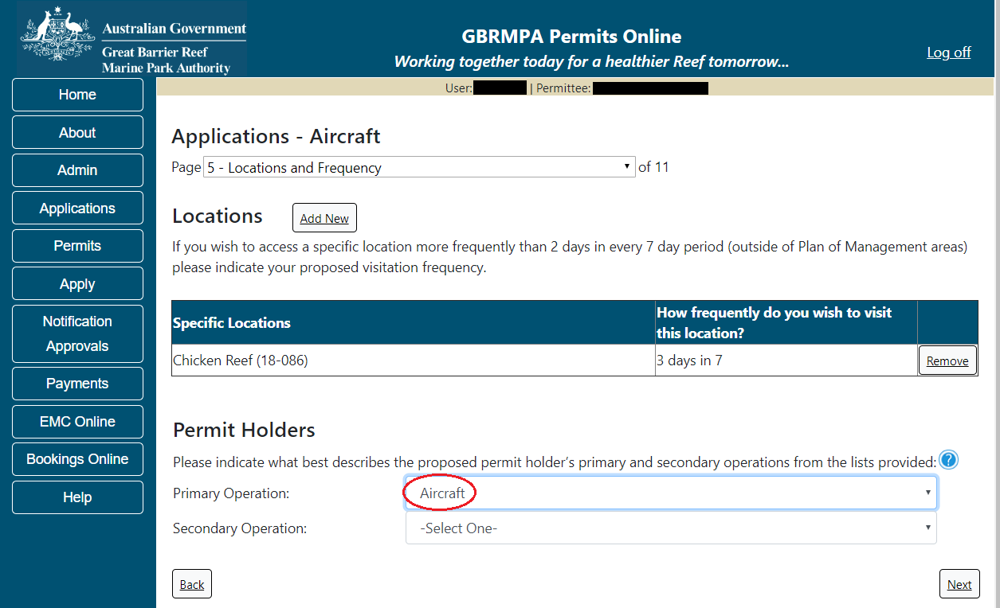 Australian Government
Great Barrier Reef
Marine Park Authority
GBRMPA Permits Online
Working together today for a healthier Reef tomorrow...
Log off
User: | Permittee:
Home
About
Admin
Applications
Permits
Apply
Notification
Approvals
Payments
EMC Online
Bookings Online
Help
Applications - Aircraft
Page 5 - Locations and Frequency of 11
Locations Add New
If you wish to access a specific location more frequently than 2 days in every 7 day period (outside of Plan of Management areas)
please indicate your proposed visitation frequency.
Specific Locations
How frequently do you wish to visit
this location?
Chicken Reef (18-086) 3 days in 7 Remove
Permit Holders
Please indicate what best describes the proposed permit holder's primary and secondary operations from the lists provided: ?
Primary Operation: Aircraft
Secondary Operation: -Select One-
Back Next